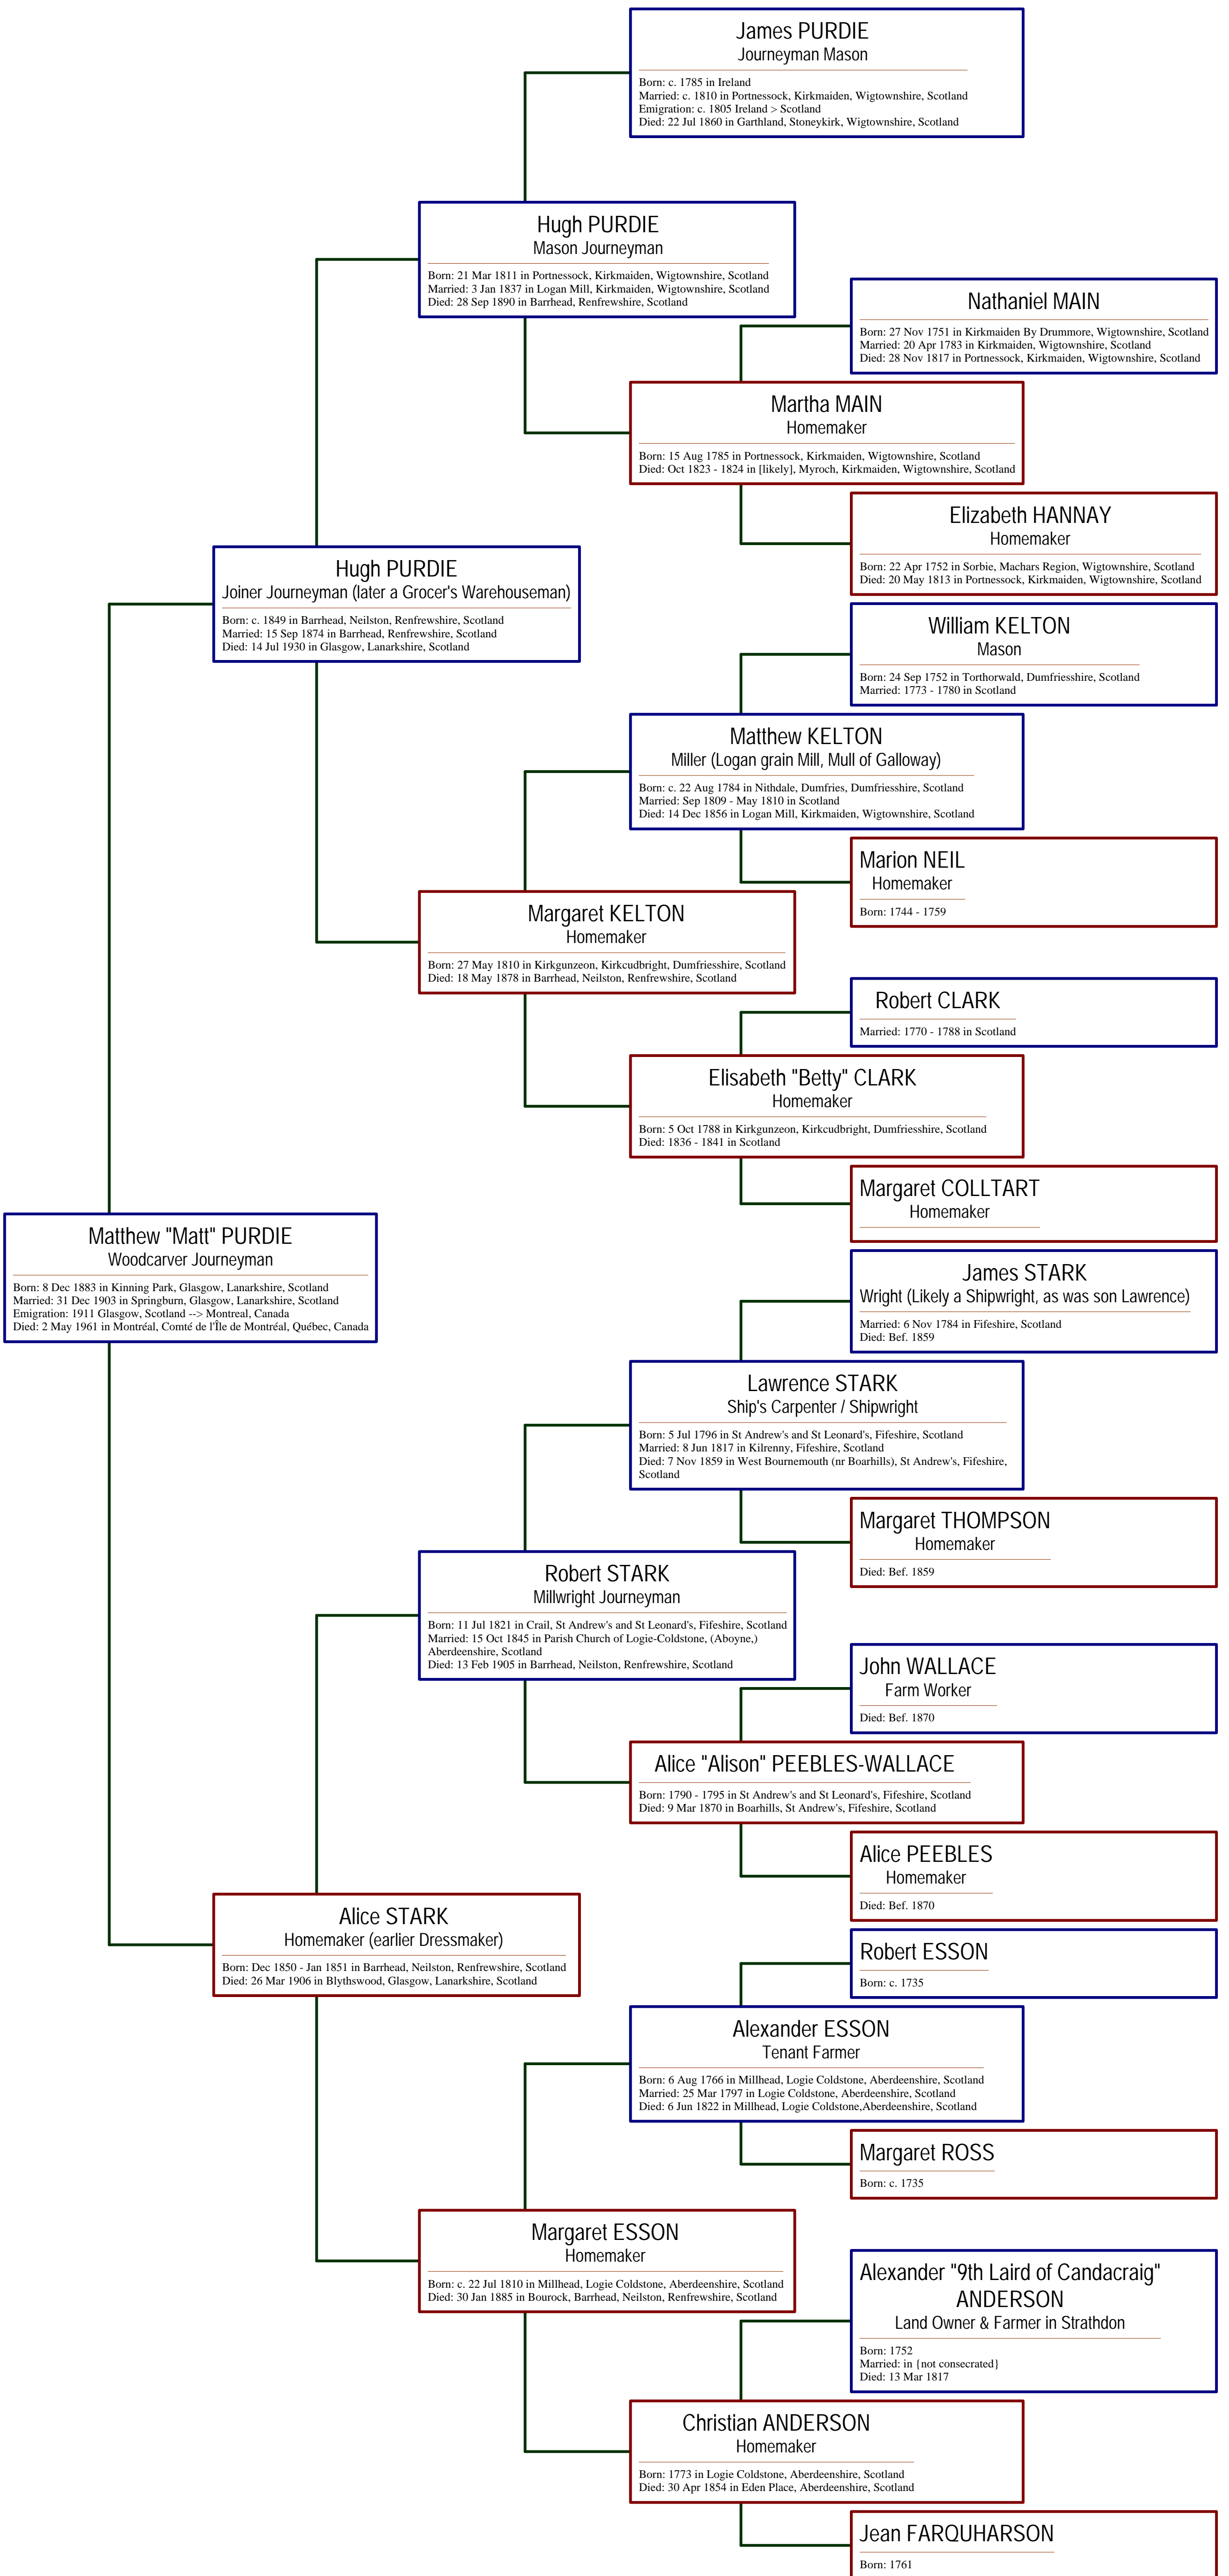 James PURDIE
Journeyman Mason
Born: c. 1785 in Ireland
Married: c. 1810 in Portnessock, Kirkmaiden, Wigtownshire, Scotland
Emigration: c. 1805 Ireland > Scotland
Died: 22 Jul 1860 in Garthland, Stoneykirk, Wigtownshire, Scotland
Hugh PURDIE
Mason Journeyman
Born: 21 Mar 1811 in Portnessock, Kirkmaiden, Wigtownshire, Scotland
Married: 3 Jan 1837 in Logan Mill, Kirkmaiden, Wigtownshire, Scotland
Died: 28 Sep 1890 in Barrhead, Renfrewshire, Scotland
Nathaniel MAIN
Born: 27 Nov 1751 in Kirkmaiden By Drummore, Wigtownshire, Scotland
Married: 20 Apr 1783 in Kirkmaiden, Wigtownshire, Scotland
Died: 28 Nov 1817 in Portnessock, Kirkmaiden, Wigtownshire, Scotland
Martha MAIN
Homemaker
Born: 15 Aug 1785 in Portnessock, Kirkmaiden, Wigtownshire, Scotland
Died: Oct 1823 - 1824 in [likely], Myroch, Kirkmaiden, Wigtownshire, Scotland
Elizabeth HANNAY
Homemaker
Born: 22 Apr 1752 in Sorbie, Machars Region, Wigtownshire, Scotland
Died: 20 May 1813 in Portnessock, Kirkmaiden, Wigtownshire, Scotland
Hugh PURDIE
Joiner Journeyman (later a Grocer's Warehouseman)
Born: c. 1849 in Barrhead, Neilston, Renfrewshire, Scotland
Married: 15 Sep 1874 in Barrhead, Renfrewshire, Scotland
Died: 14 Jul 1930 in Glasgow, Lanarkshire, Scotland
William KELTON
Mason
Born: 24 Sep 1752 in Torthorwald, Dumfriesshire, Scotland
Married: 1773 - 1780 in Scotland
Matthew KELTON
Miller (Logan grain Mill, Mull of Galloway)
Born: c. 22 Aug 1784 in Nithdale, Dumfries, Dumfriesshire, Scotland
Married: Sep 1809 - May 1810 in Scotland
Died: 14 Dec 1856 in Logan Mill, Kirkmaiden, Wigtownshire, Scotland
Marion NEIL
Homemaker
Born: 1744 - 1759
Margaret KELTON
Homemaker
Born: 27 May 1810 in Kirkgunzeon, Kirkcudbright, Dumfriesshire, Scotland
Died: 18 May 1878 in Barrhead, Neilston, Renfrewshire, Scotland
Robert CLARK
Married: 1770 - 1788 in Scotland
Elisabeth "Betty" CLARK
Homemaker
Born: 5 Oct 1788 in Kirkgunzeon, Kirkcudbright, Dumfriesshire, Scotland
Died: 1836 - 1841 in Scotland
Margaret COLLTART
Homemaker
Matthew "Matt" PURDIE
Woodcarver Journeyman
Born: 8 Dec 1883 in Kinning Park, Glasgow, Lanarkshire, Scotland
Married: 31 Dec 1903 in Springburn, Glasgow, Lanarkshire, Scotland
Emigration: 1911 Glasgow, Scotland --> Montreal, Canada
Died: 2 May 1961 in Montréal, Comté de l'Île de Montréal, Québec, Canada
James STARK
Wright (Likely a Shipwright, as was son Lawrence)
Married: 6 Nov 1784 in Fifeshire, Scotland
Died: Bef. 1859
Lawrence STARK
Ship's Carpenter / Shipwright
Born: 5 Jul 1796 in St Andrew's and St Leonard's, Fifeshire, Scotland
Married: 8 Jun 1817 in Kilrenny, Fifeshire, Scotland
Died: 7 Nov 1859 in West Bournemouth (nr Boarhills), St Andrew's, Fifeshire,
Scotland
Margaret THOMPSON
Homemaker
Died: Bef. 1859
Robert STARK
Millwright Journeyman
Born: 11 Jul 1821 in Crail, St Andrew's and St Leonard's, Fifeshire, Scotland
Married: 15 Oct 1845 in Parish Church of Logie-Coldstone, (Aboyne,)
Aberdeenshire, Scotland
Died: 13 Feb 1905 in Barrhead, Neilston, Renfrewshire, Scotland
John WALLACE
Farm Worker
Died: Bef. 1870
Alice "Alison" PEEBLES-WALLACE
Born: 1790 - 1795 in St Andrew's and St Leonard's, Fifeshire, Scotland
Died: 9 Mar 1870 in Boarhills, St Andrew's, Fifeshire, Scotland
Alice PEEBLES
Homemaker
Died: Bef. 1870
Alice STARK
Homemaker (earlier Dressmaker)
Born: Dec 1850 - Jan 1851 in Barrhead, Neilston, Renfrewshire, Scotland
Died: 26 Mar 1906 in Blythswood, Glasgow, Lanarkshire, Scotland
Robert ESSON
Born: c. 1735
Alexander ESSON
Tenant Farmer
Born: 6 Aug 1766 in Millhead, Logie Coldstone, Aberdeenshire, Scotland
Married: 25 Mar 1797 in Logie Coldstone, Aberdeenshire, Scotland
Died: 6 Jun 1822 in Millhead, Logie Coldstone,Aberdeenshire, Scotland
Margaret ROSS
Born: c. 1735
Margaret ESSON
Homemaker
Born: c. 22 Jul 1810 in Millhead, Logie Coldstone, Aberdeenshire, Scotland
Died: 30 Jan 1885 in Bourock, Barrhead, Neilston, Renfrewshire, Scotland
Alexander "9th Laird of Candacraig"
ANDERSON
Land Owner & Farmer in Strathdon
Born: 1752
Married: in {not consecrated}
Died: 13 Mar 1817
Christian ANDERSON
Homemaker
Born: 1773 in Logie Coldstone, Aberdeenshire, Scotland
Died: 30 Apr 1854 in Eden Place, Aberdeenshire, Scotland
Jean FARQUHARSON
Born: 1761